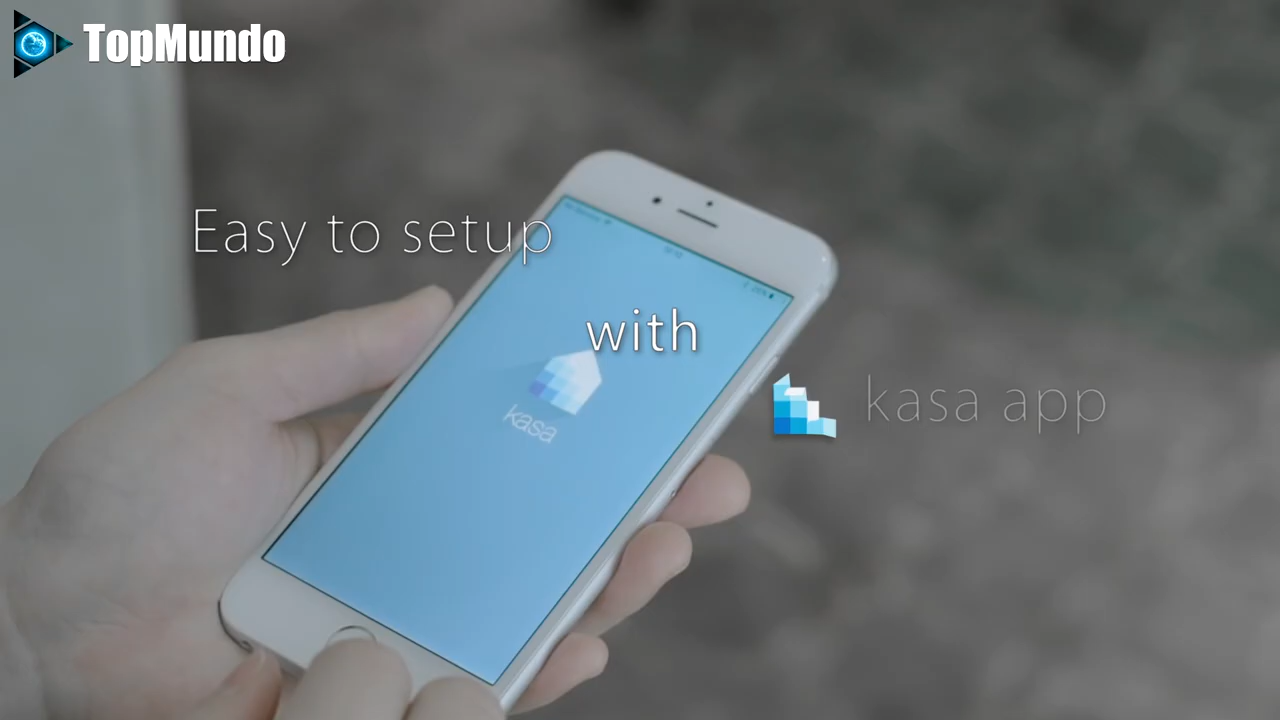 TopMundo
Easy to setup
with
kasa app
kasa